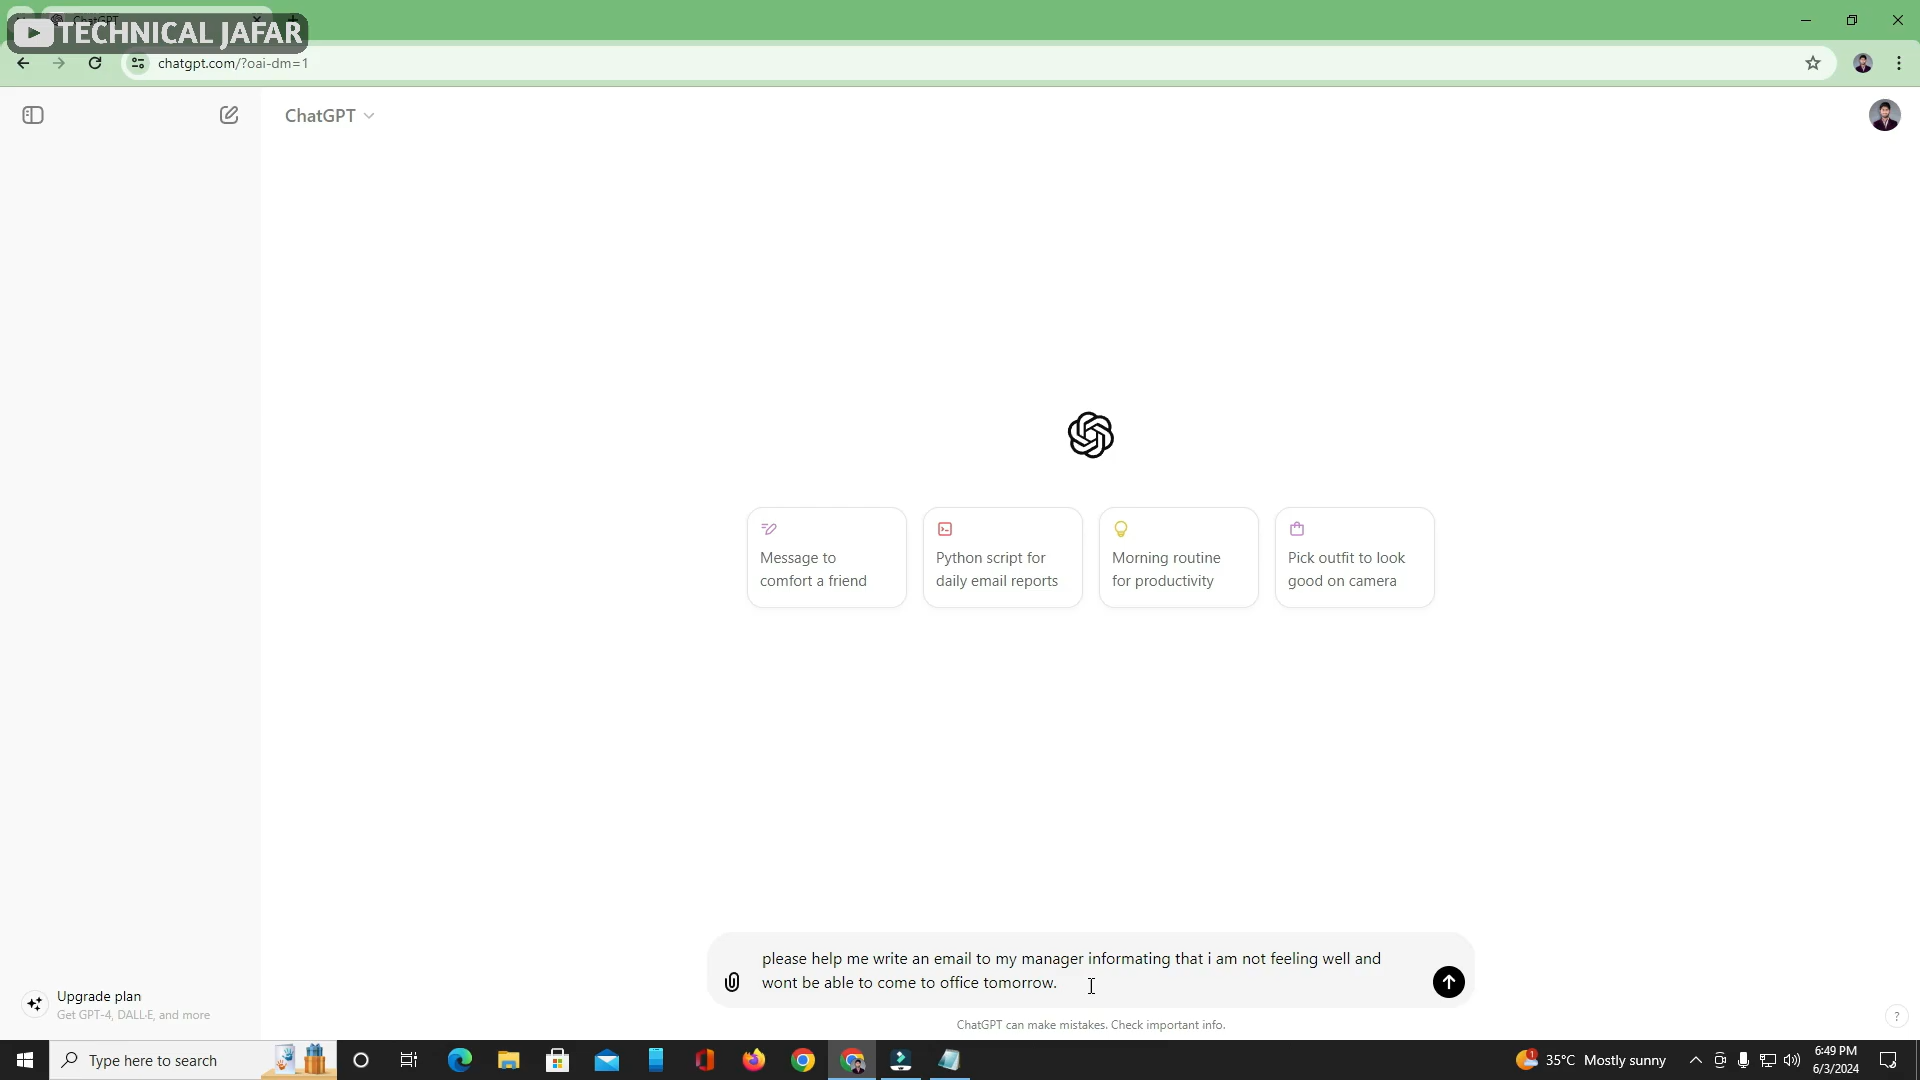 ChatGPT
TECHNICAL JAFAR
chatgpt.com/?oai-dm=1
ChatGPT
Message to
comfort a friend
Python script for
daily email reports
Morning routine
for productivity
Pick outfit to look
good on camera
please help me write an email to my manager informating that i am not feeling well and
wont be able to come to office tomorrow.
Upgrade plan
Get GPT-4, DALL·E, and more
ChatGPT can make mistakes. Check important info.
?
Type here to search
1
35°C Mostly sunny
6:49 PM
6/3/2024